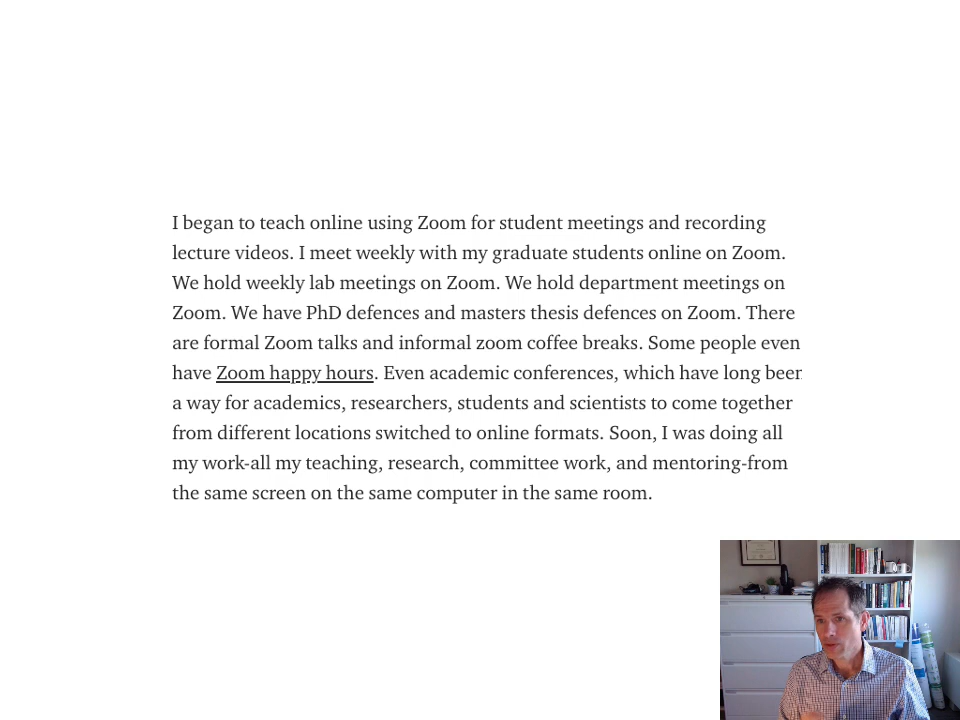 I began to teach online using Zoom for student meetings and recording
lecture videos. I meet weekly with my graduate students online on Zoom.
We hold weekly lab meetings on Zoom. We hold department meetings on
Zoom. We have PhD defences and masters thesis defences on Zoom. There
are formal Zoom talks and informal zoom coffee breaks. Some people even
have Zoom happy hours. Even academic conferences, which have long been
a way for academics, researchers, students and scientists to come together
from different locations switched to online formats. Soon, I was doing all
my work-all my teaching, research, committee work, and mentoring-from
the same screen on the same computer in the same room.